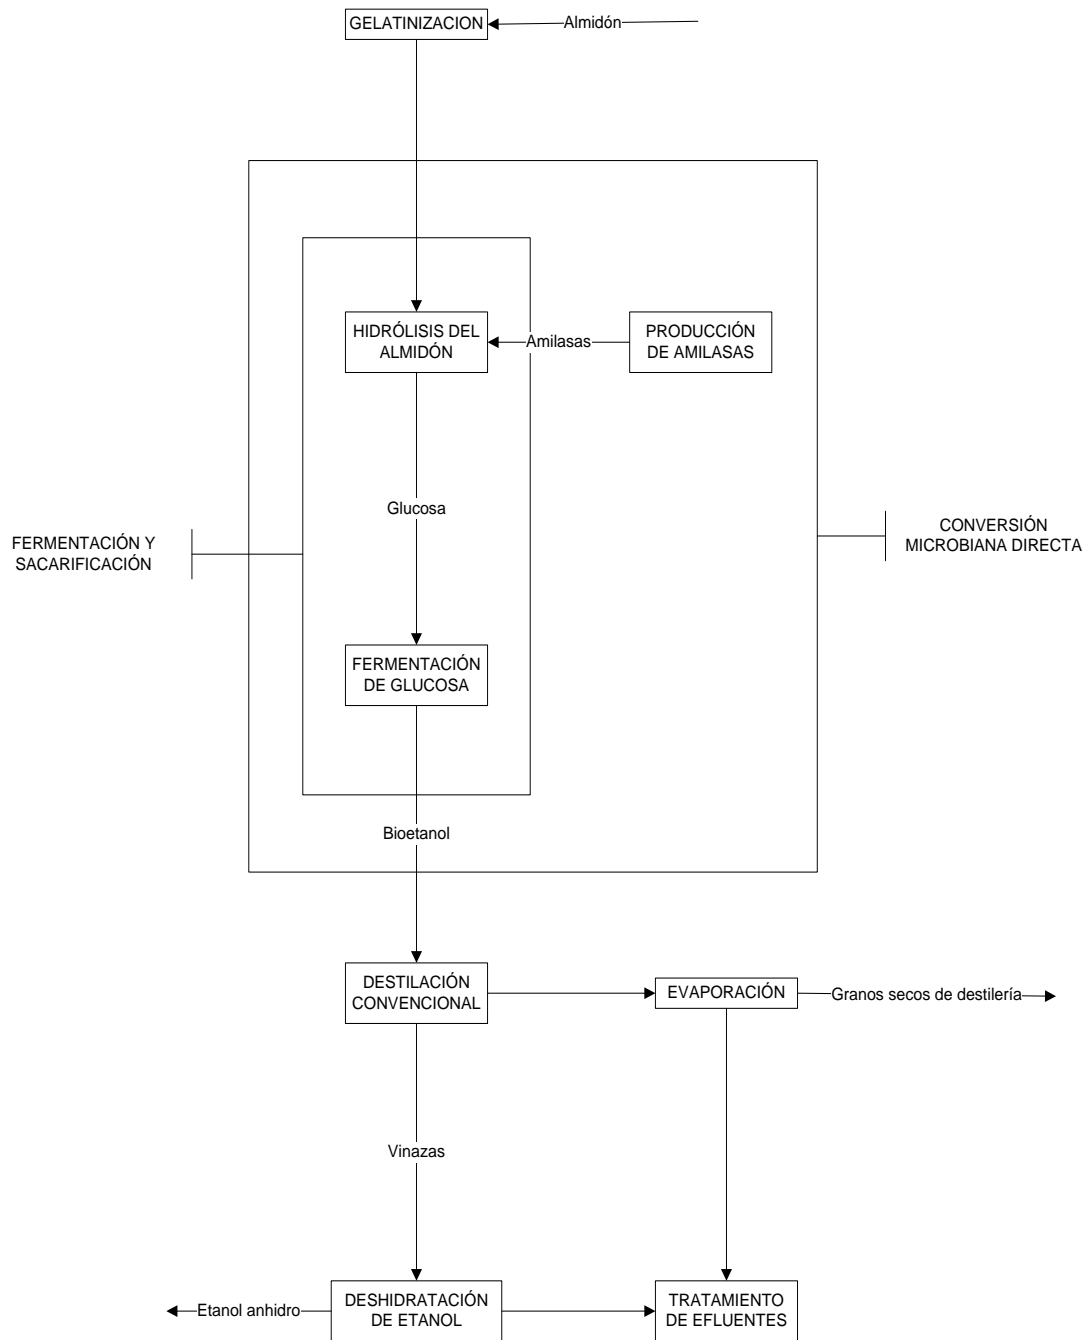 GELATINIZACION
Almidón
HIDRÓLISIS DEL
ALMIDÓN
Amilasas
PRODUCCIÓN
DE AMILASAS
Glucosa
FERMENTACIÓN Y
SACARIFICACIÓN
CONVERSIÓN
MICROBIANA DIRECTA
FERMENTACIÓN
DE GLUCOSA
Bioetanol
DESTILACIÓN
CONVENCIONAL
EVAPORACIÓN
Granos secos de destilería
Vinazas
Etanol anhidro
DESHIDRATACIÓN
DE ETANOL
TRATAMIENTO
DE EFLUENTES